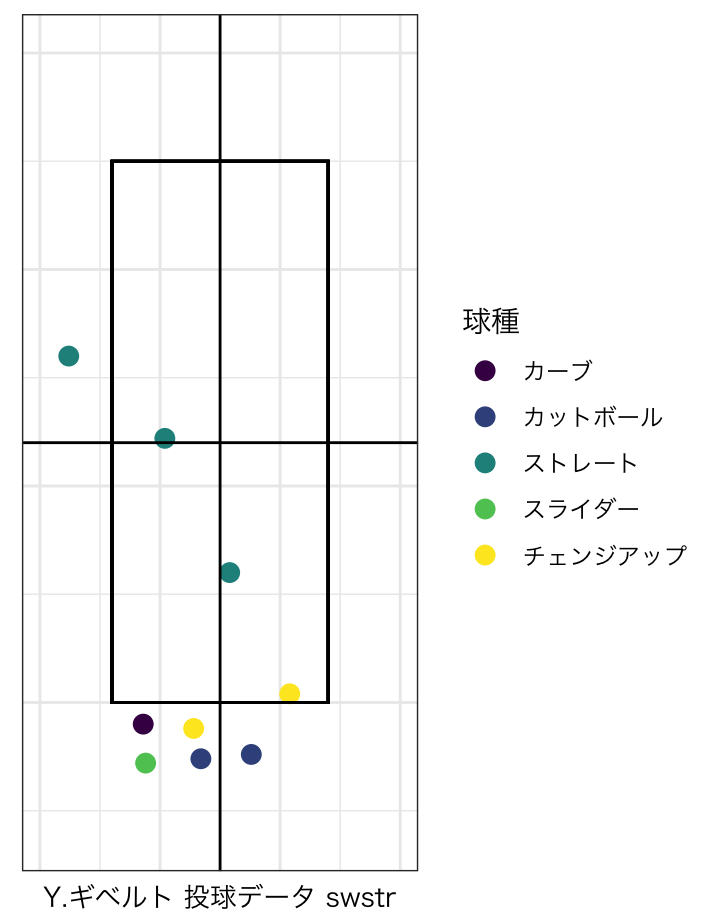 球種
カーブ
カットボール
ストレート
スライダー
チェンジアップ
Y.ギベルト 投球データ swstr